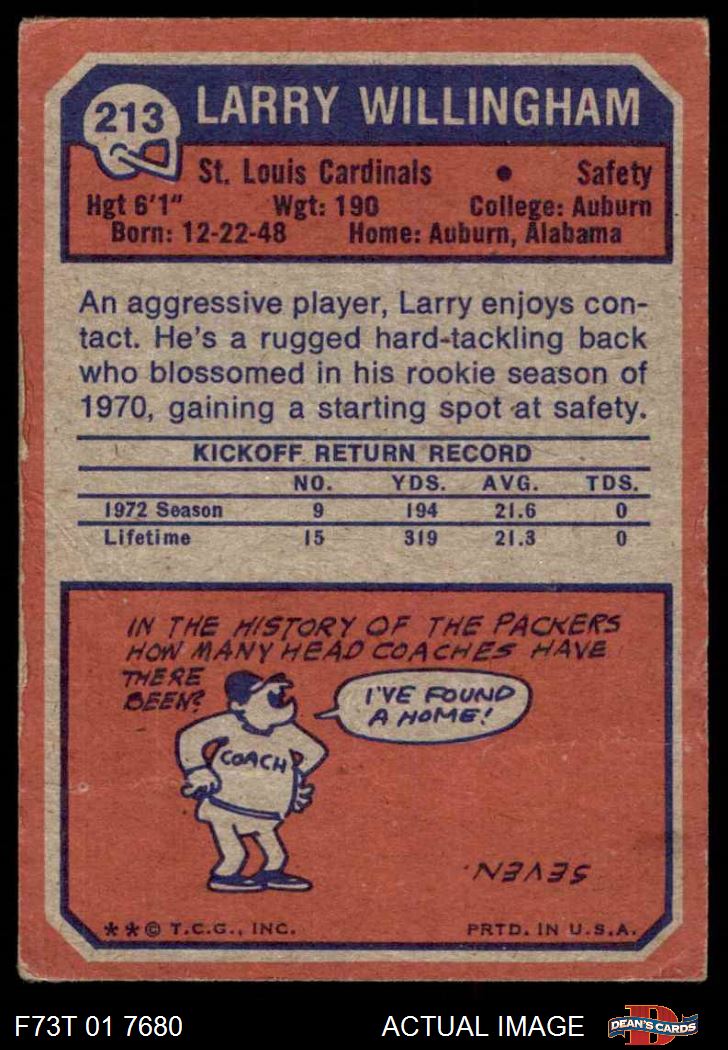 213
LARRY WILLINGHAM
St. Louis Cardinals • Safety
Hgt 6'1" Wgt: 190 College: Auburn
Born: 12-22-48 Home: Auburn, Alabama
An aggressive player, Larry enjoys con-
tact. He's a rugged hard-tackling back
who blossomed in his rookie season of
1970, gaining a starting spot at safety.
KICKOFF RETURN RECORD
NO. YDS. AVG. TDS.
1972 Season 9 194 21.6 0
Lifetime 15 319 21.3 0
IN THE HISTORY OF THE PACKERS
HOW MANY HEAD COACHES HAVE
THERE
BEEN?
I'VE FOUND
A HOME!
COACH
SEVEN.
**© T.C.G., INC. PRTD. IN U.S.A.
F73T 01 7680 ACTUAL IMAGE
D
DEAN'S CARDS